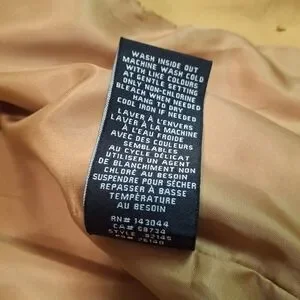 WASH INSIDE OUT
MACHINE WASH COLD
WITH LIKE COLOURS
AT GENTLE SETTING
ONLY NON-CHLORINE
BLEACH WHEN NEEDED
HANG TO DRY
COOL IRON IF NEEDED
LAVER À L'ENVERS
LAVER À LA MACHINE
À L'EAU FROIDE
AVEC DES COULEURS
SEMBLABLES
AU CYCLE DÉLICAT
UTILISER UN AGENT
DE BLANCHIMENT NON
CHLORÉ AU BESOIN
SUSPENDRE POUR SÉCHER
REPASSER À BASSE
TEMPÉRATURE
AU BESOIN
RN# 143044
CA# 68734
STYLE 82145